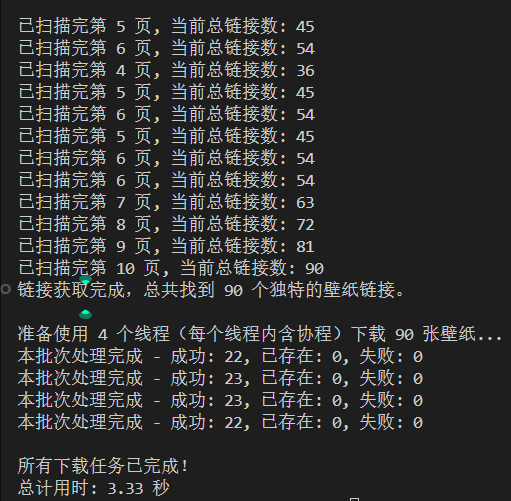 已扫描完第 5 页, 当前总链接数: 45
已扫描完第 6 页, 当前总链接数: 54
已扫描完第 4 页, 当前总链接数: 36
已扫描完第 5 页, 当前总链接数: 45
已扫描完第 6 页, 当前总链接数: 54
已扫描完第 5 页, 当前总链接数: 45
已扫描完第 6 页, 当前总链接数: 54
已扫描完第 6 页, 当前总链接数: 54
已扫描完第 7 页, 当前总链接数: 63
已扫描完第 8 页, 当前总链接数: 72
已扫描完第 9 页, 当前总链接数: 81
已扫描完第 10 页, 当前总链接数: 90
链接获取完成，总共找到 90 个独特的壁纸链接。
准备使用 4 个线程（每个线程内含协程）下载 90 张壁纸...
本批次处理完成 - 成功: 22, 已存在: 0, 失败: 0
本批次处理完成 - 成功: 23, 已存在: 0, 失败: 0
本批次处理完成 - 成功: 23, 已存在: 0, 失败: 0
本批次处理完成 - 成功: 22, 已存在: 0, 失败: 0
所有下载任务已完成！
总计用时: 3.33 秒